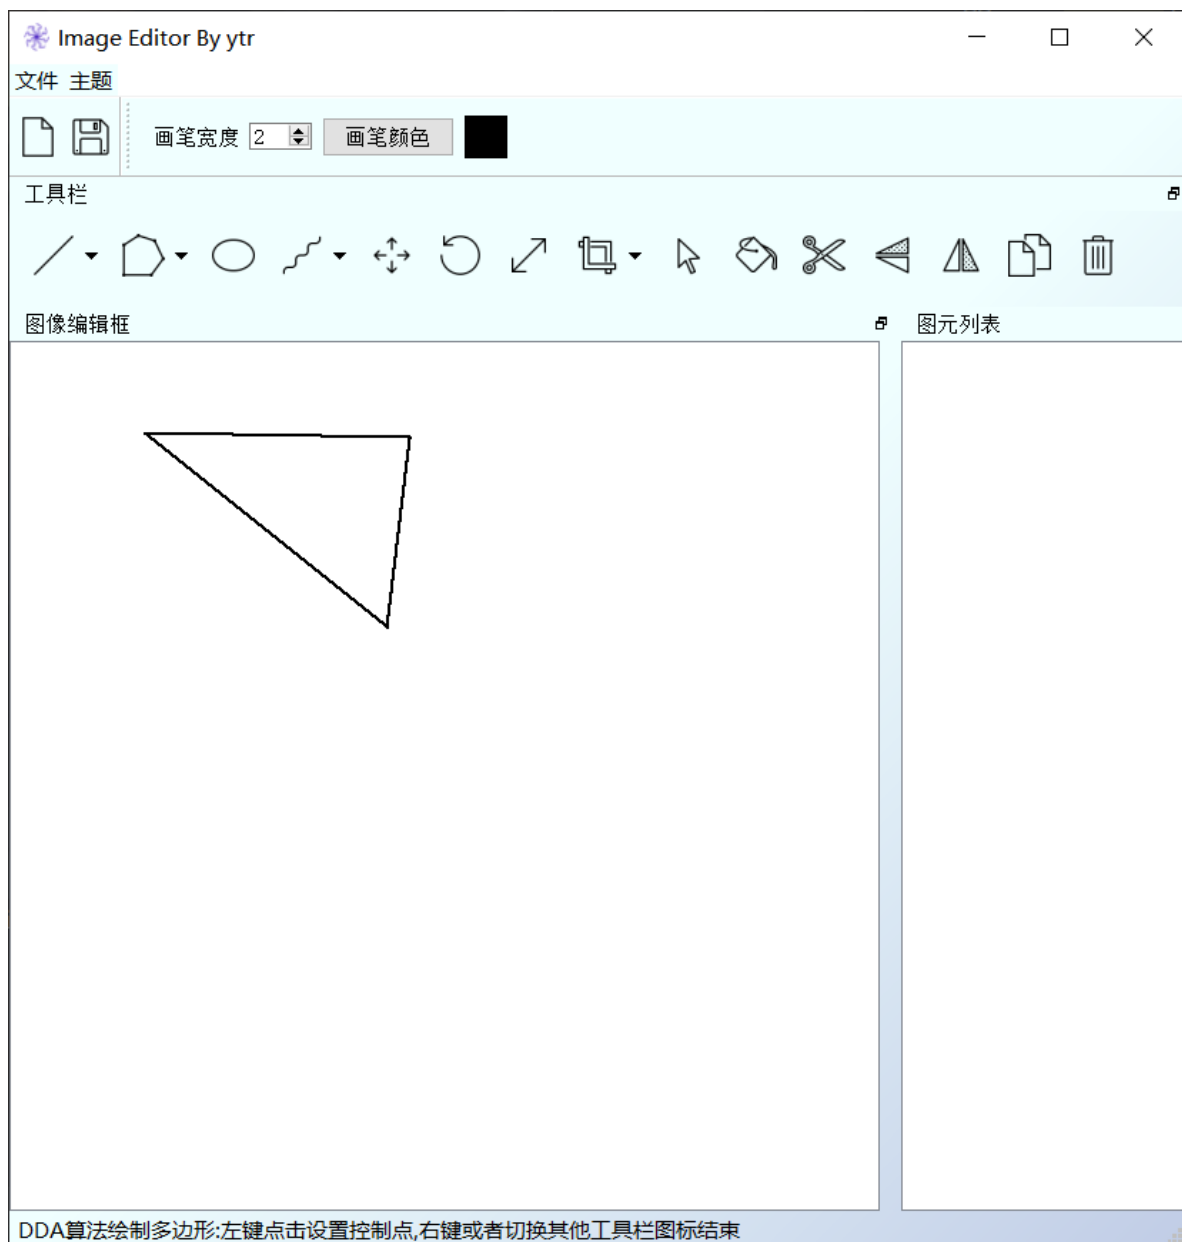 Image Editor By ytr
文件 主题
画笔宽度 2 画笔颜色
工具栏
图像编辑框 图元列表
DDA算法绘制多边形:左键点击设置控制点,右键或者切换其他工具栏图标结束